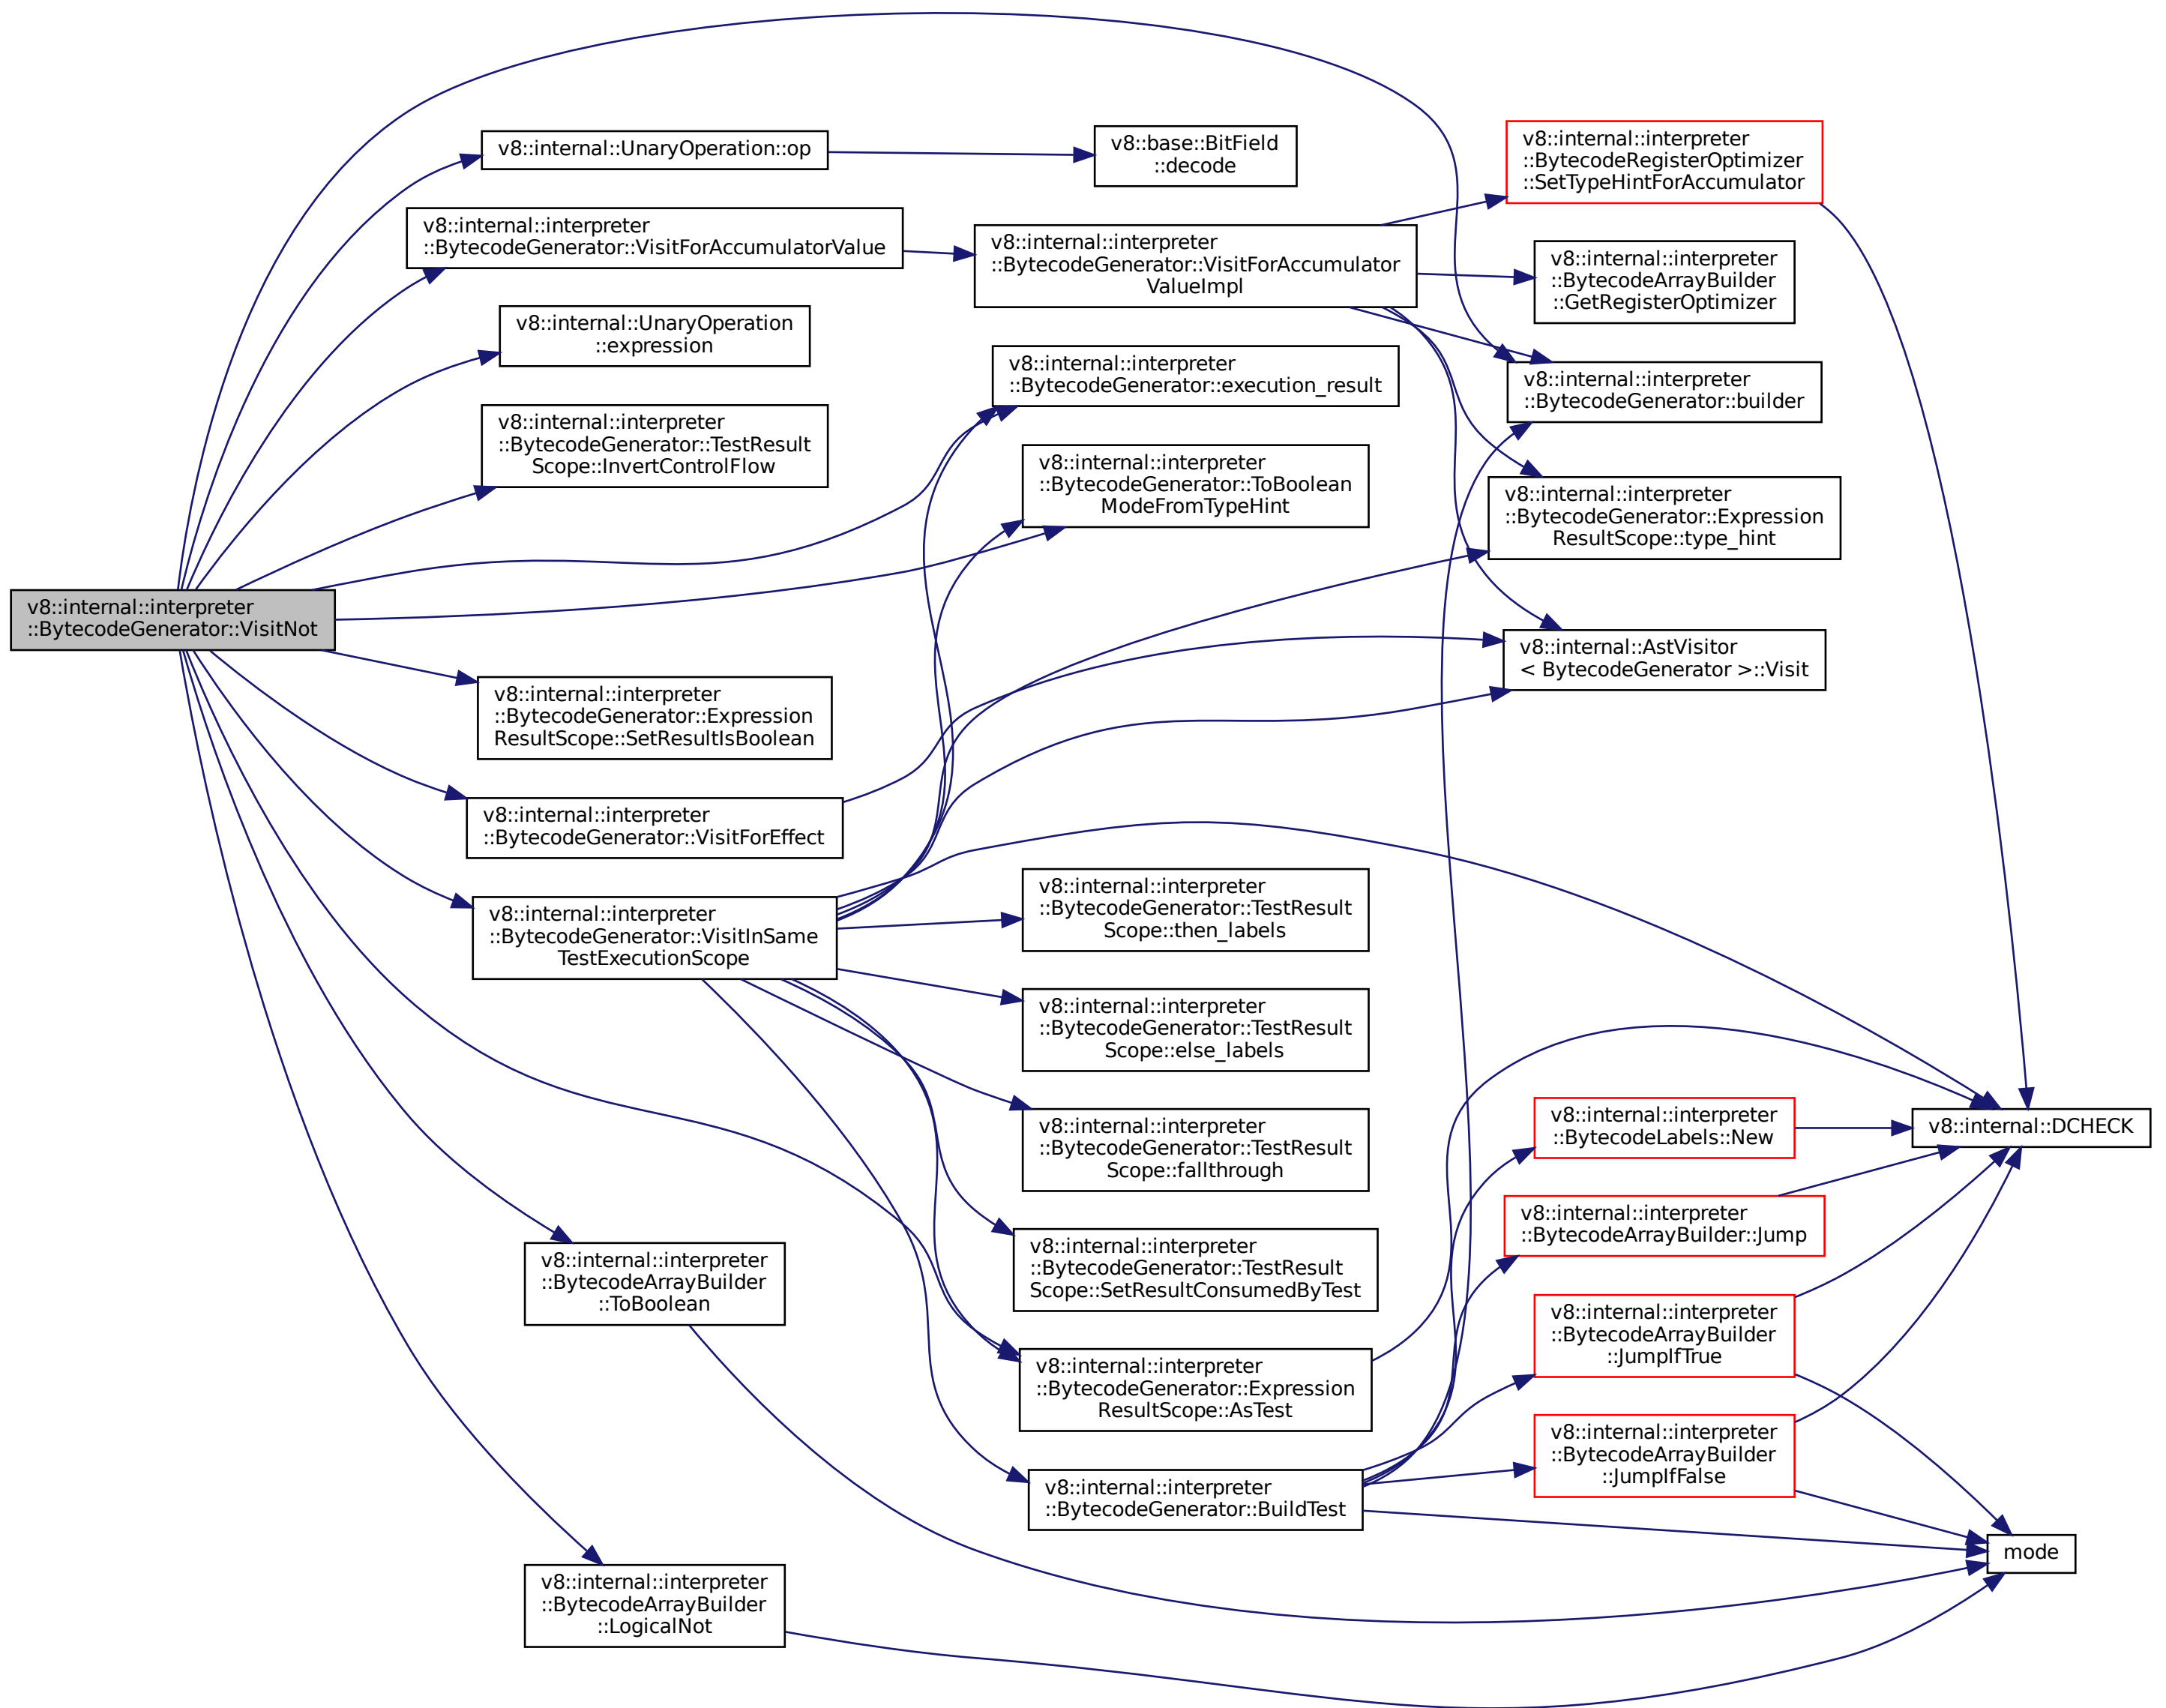 v8::internal::interpreter
::BytecodeGenerator::VisitNot
v8::internal::UnaryOperation::op
v8::internal::interpreter
::BytecodeGenerator::VisitForAccumulatorValue
v8::internal::UnaryOperation
::expression
v8::internal::interpreter
::BytecodeGenerator::TestResult
Scope::InvertControlFlow
v8::internal::interpreter
::BytecodeGenerator::Expression
ResultScope::SetResultIsBoolean
v8::internal::interpreter
::BytecodeGenerator::VisitForEffect
v8::internal::interpreter
::BytecodeGenerator::VisitInSame
TestExecutionScope
v8::internal::interpreter
::BytecodeArrayBuilder
::ToBoolean
v8::internal::interpreter
::BytecodeArrayBuilder
::LogicalNot
v8::base::BitField
::decode
v8::internal::interpreter
::BytecodeGenerator::VisitForAccumulator
ValueImpl
v8::internal::interpreter
::BytecodeGenerator::execution_result
v8::internal::interpreter
::BytecodeGenerator::ToBoolean
ModeFromTypeHint
v8::internal::interpreter
::BytecodeGenerator::TestResult
Scope::then_labels
v8::internal::interpreter
::BytecodeGenerator::TestResult
Scope::else_labels
v8::internal::interpreter
::BytecodeGenerator::TestResult
Scope::fallthrough
v8::internal::interpreter
::BytecodeGenerator::TestResult
Scope::SetResultConsumedByTest
v8::internal::interpreter
::BytecodeGenerator::Expression
ResultScope::AsTest
v8::internal::interpreter
::BytecodeGenerator::BuildTest
v8::internal::interpreter
::BytecodeRegisterOptimizer
::SetTypeHintForAccumulator
v8::internal::interpreter
::BytecodeArrayBuilder
::GetRegisterOptimizer
v8::internal::interpreter
::BytecodeGenerator::builder
v8::internal::interpreter
::BytecodeGenerator::Expression
ResultScope::type_hint
v8::internal::AstVisitor
< BytecodeGenerator >::Visit
v8::internal::interpreter
::BytecodeLabels::New
v8::internal::interpreter
::BytecodeArrayBuilder::Jump
v8::internal::interpreter
::BytecodeArrayBuilder
::JumpIfTrue
v8::internal::interpreter
::BytecodeArrayBuilder
::JumpIfFalse
v8::internal::DCHECK
mode